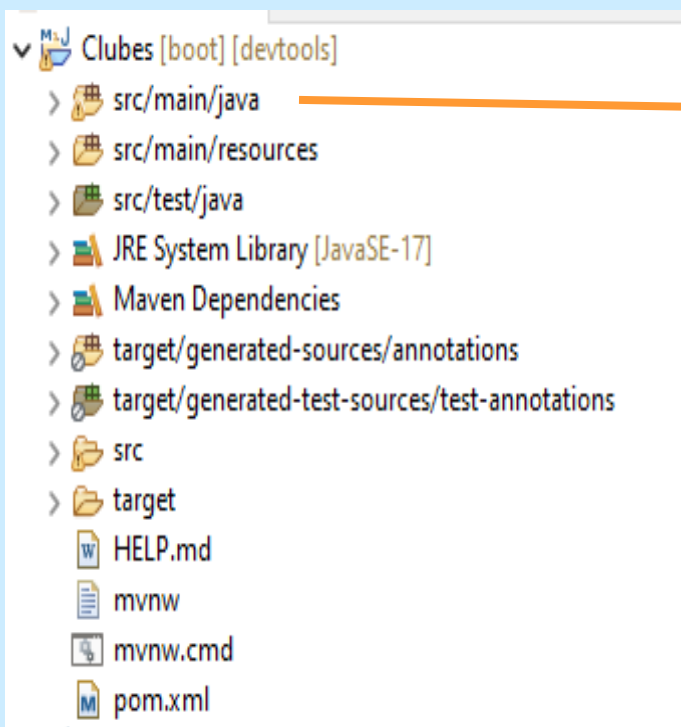 Clubes [boot] [devtools]
src/main/java
src/main/resources
src/test/java
JRE System Library [JavaSE-17]
Maven Dependencies
target/generated-sources/annotations
target/generated-test-sources/test-annotations
src
target
HELP.md
mvnw
mvnw.cmd
pom.xml